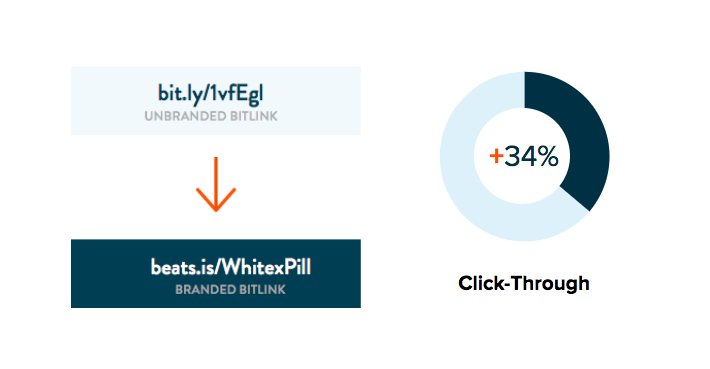 bit.ly/1vfEgl
UNBRANDED BITLINK
beats.is/WhitexPill
BRANDED BITLINK
+34%
Click-Through